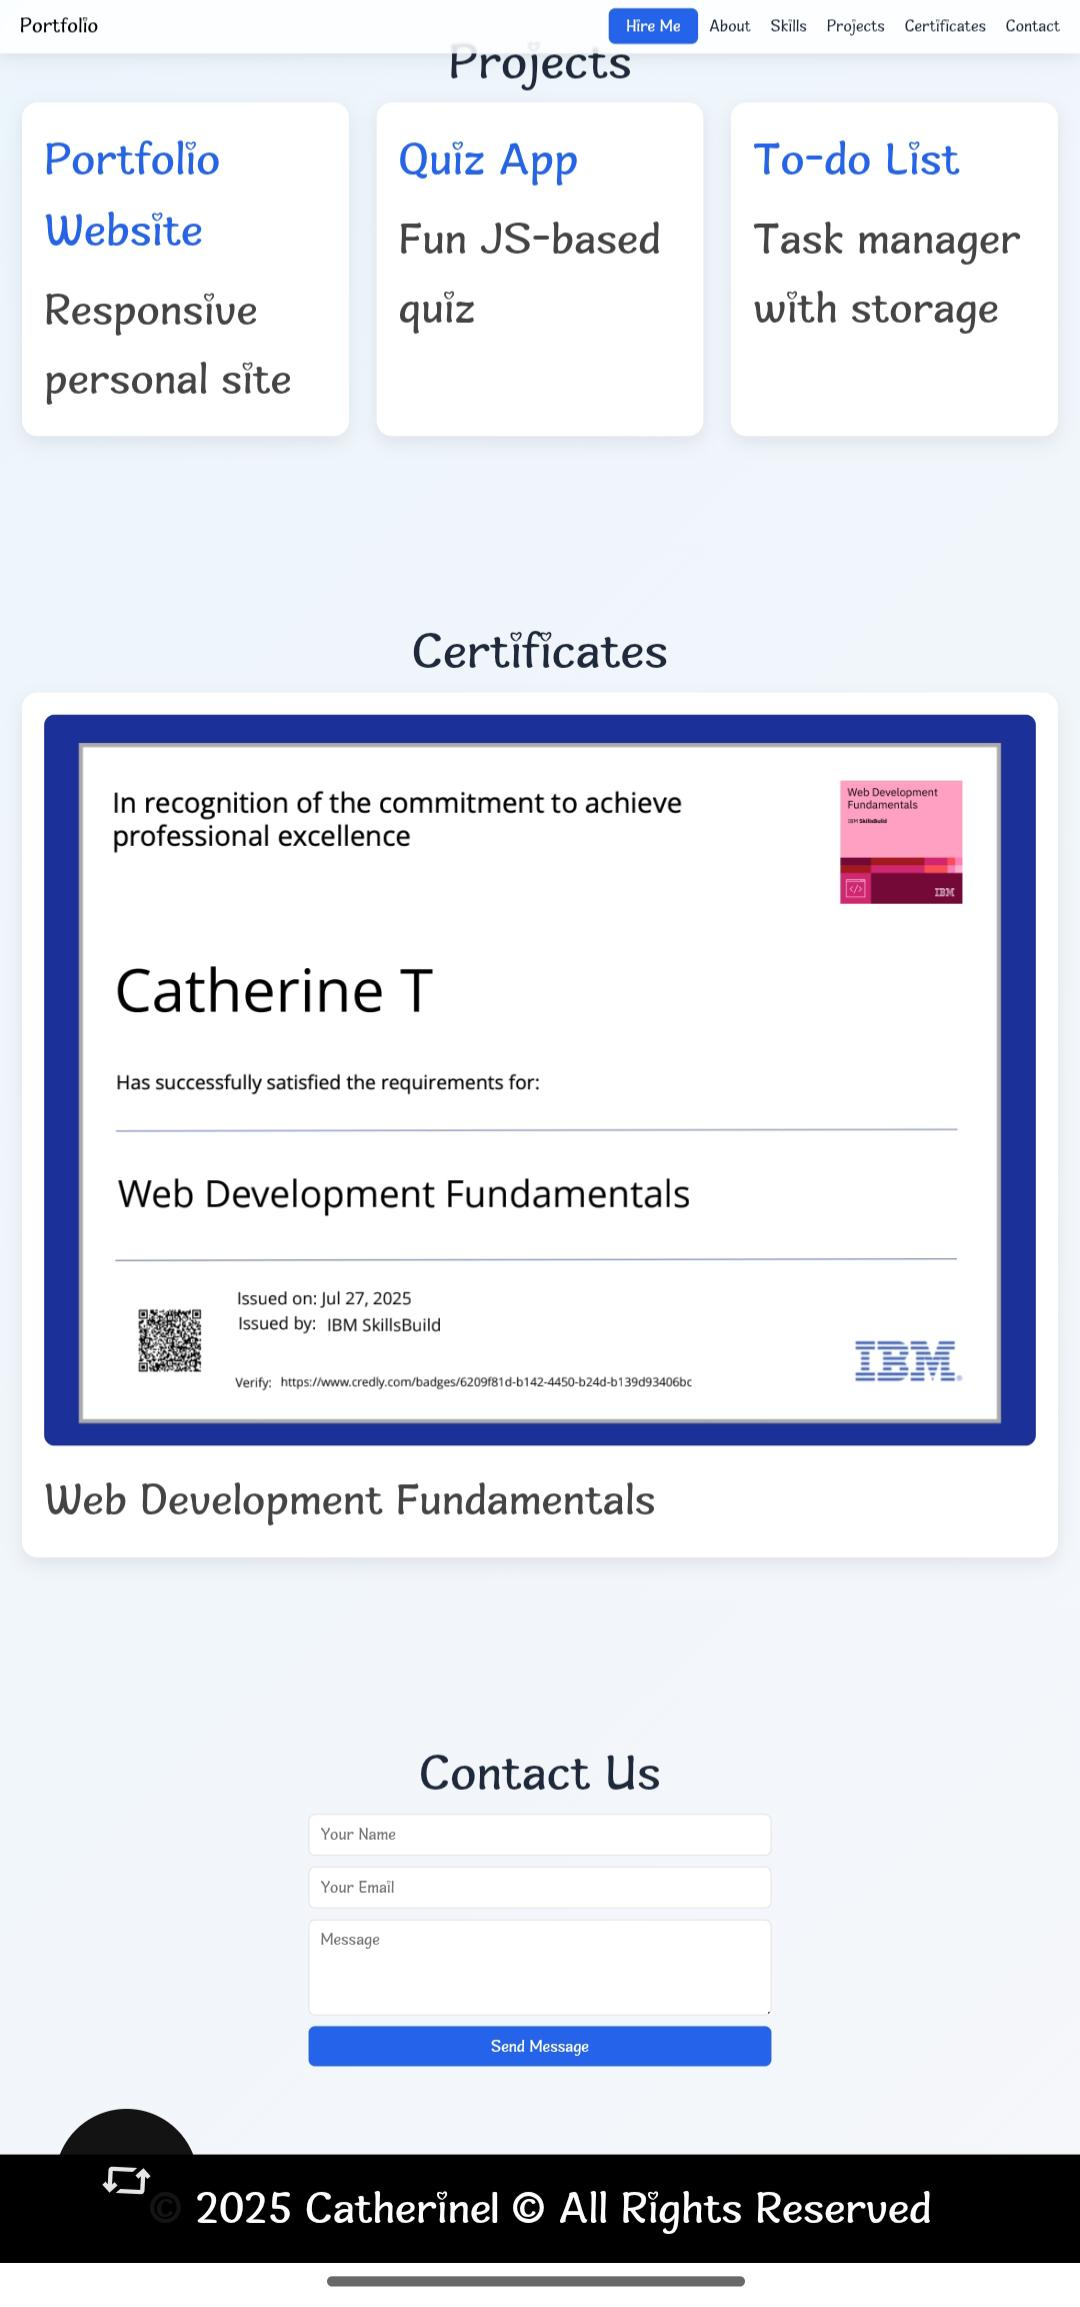 Portfolio
Hire Me About Skills Projects Certificates Contact
Projects
Portfolio
Website
Responsive
personal site
Quiz App
Fun JS-based
quiz
To-do List
Task manager
with storage
Certificates
In recognition of the commitment to achieve
professional excellence
Web Development
Fundamentals
IBM SkillsBuild
</>
IBM
Catherine T
Has successfully satisfied the requirements for:
Web Development Fundamentals
Issued on: Jul 27, 2025
Issued by: IBM SkillsBuild
Verify: https://www.credly.com/badges/6209f81d-b142-4450-b24d-b139d93406bc
IBM®
Web Development Fundamentals
Contact Us
Your Name
Your Email
Message
Send Message
© 2025 Catherinel © All Rights Reserved